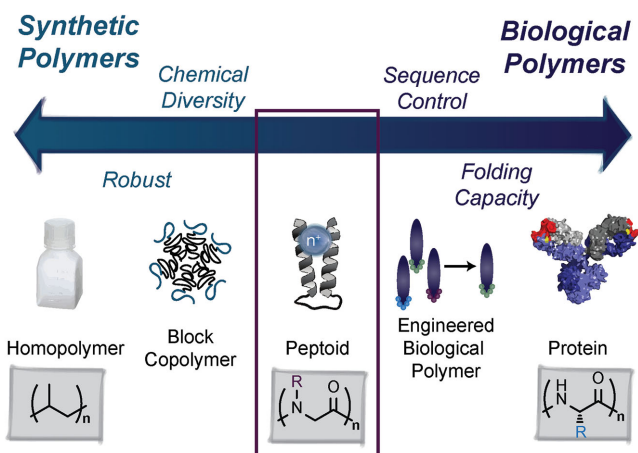 Synthetic
Polymers
Biological
Polymers
Chemical
Diversity
Sequence
Control
Robust
Folding
Capacity
n+
Homopolymer
Block
Copolymer
Peptoid
Engineered
Biological
Polymer
Protein
n
R
N
O
n
H
N
O
R
n